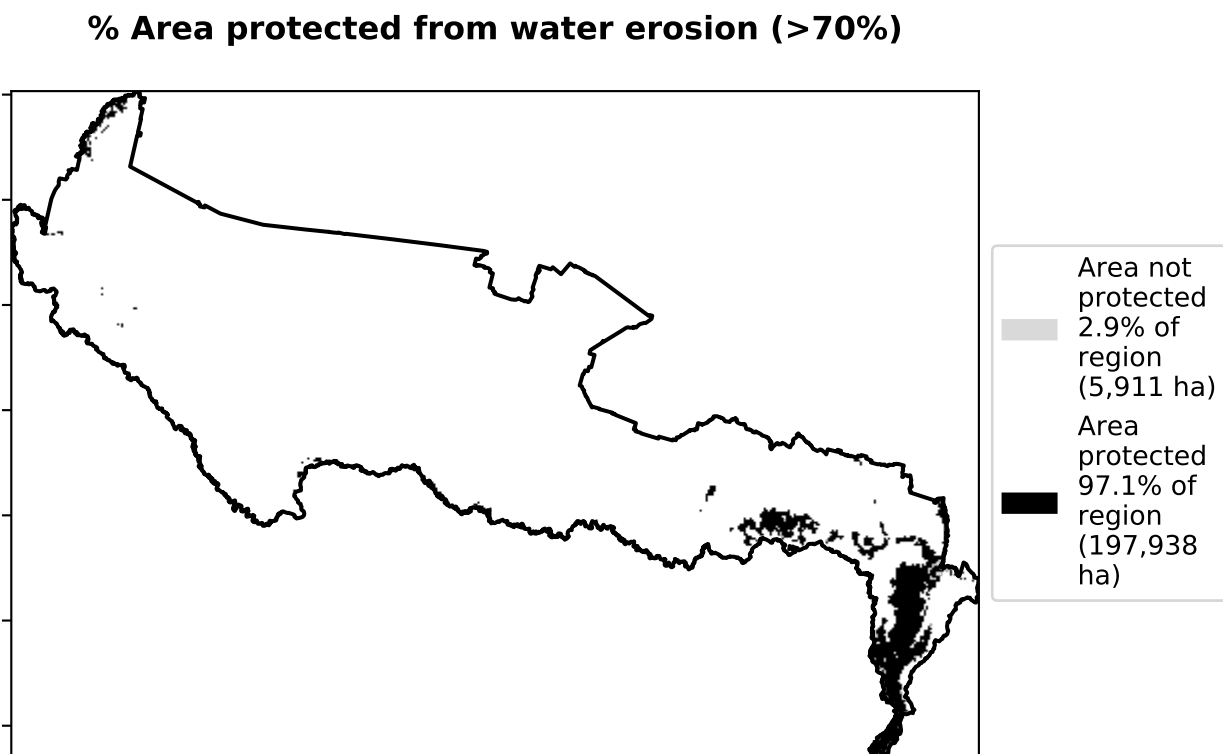 % Area protected from water erosion (>70%)
Area not
protected
2.9% of
region
(5,911 ha)
Area
protected
97.1% of
region
(197,938
ha)